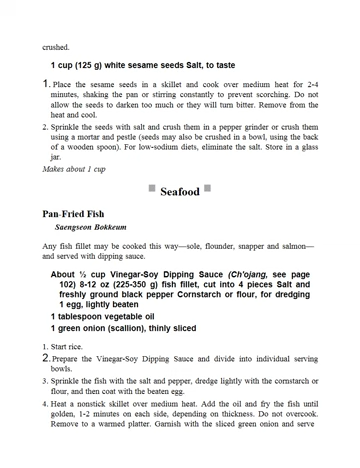 crushed.
1 cup (125 g) white sesame seeds Salt, to taste
1. Place the sesame seeds in a skillet and cook over medium heat for 2-4
minutes, shaking the pan or stirring constantly to prevent scorching. Do not
allow the seeds to darken too much or they will turn bitter. Remove from the
heat and cool.
2. Sprinkle the seeds with salt and crush them in a pepper grinder or crush them
using a mortar and pestle (seeds may also be crushed in a bowl, using the back
of a wooden spoon). For low-sodium diets, eliminate the salt. Store in a glass
jar.
Makes about 1 cup
Seafood
Pan-Fried Fish
Saengseon Bokkeum
Any fish fillet may be cooked this way—sole, flounder, snapper and salmon—
and served with dipping sauce.
About ½ cup Vinegar-Soy Dipping Sauce (Ch'ojang, see page
102) 8-12 oz (225-350 g) fish fillet, cut into 4 pieces Salt and
freshly ground black pepper Cornstarch or flour, for dredging
1 egg, lightly beaten
1 tablespoon vegetable oil
1 green onion (scallion), thinly sliced
1. Start rice.
2. Prepare the Vinegar-Soy Dipping Sauce and divide into individual serving
bowls.
3. Sprinkle the fish with the salt and pepper, dredge lightly with the cornstarch or
flour, and then coat with the beaten egg.
4. Heat a nonstick skillet over medium heat. Add the oil and fry the fish until
golden, 1-2 minutes on each side, depending on thickness. Do not overcook.
Remove to a warmed platter. Garnish with the sliced green onion and serve